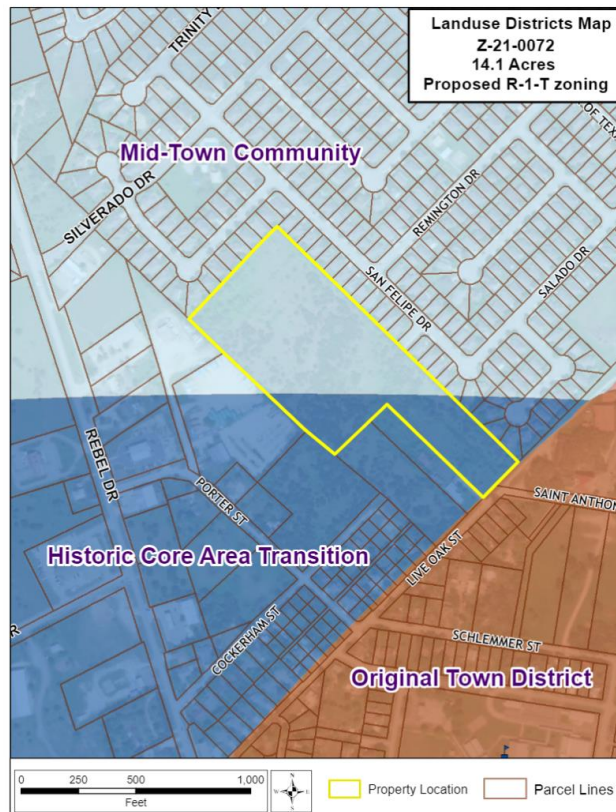 Landuse Districts Map
Z-21-0072
14.1 Acres
Proposed R-1-T zoning
TRINITY
OF TEXA
Mid-Town Community
SILVERADO DR
REMINGTON DR
SALADO DR
SAN FELIPE DR
REBEL DR
PORTER ST
SAINT ANTHON
Historic Core Area Transition
LIVE OAK ST
COCKERHAM ST
SCHLEMMER ST
R
Original Town District
0 250 500 1,000
Feet
N
W E
S
Property Location
Parcel Lines